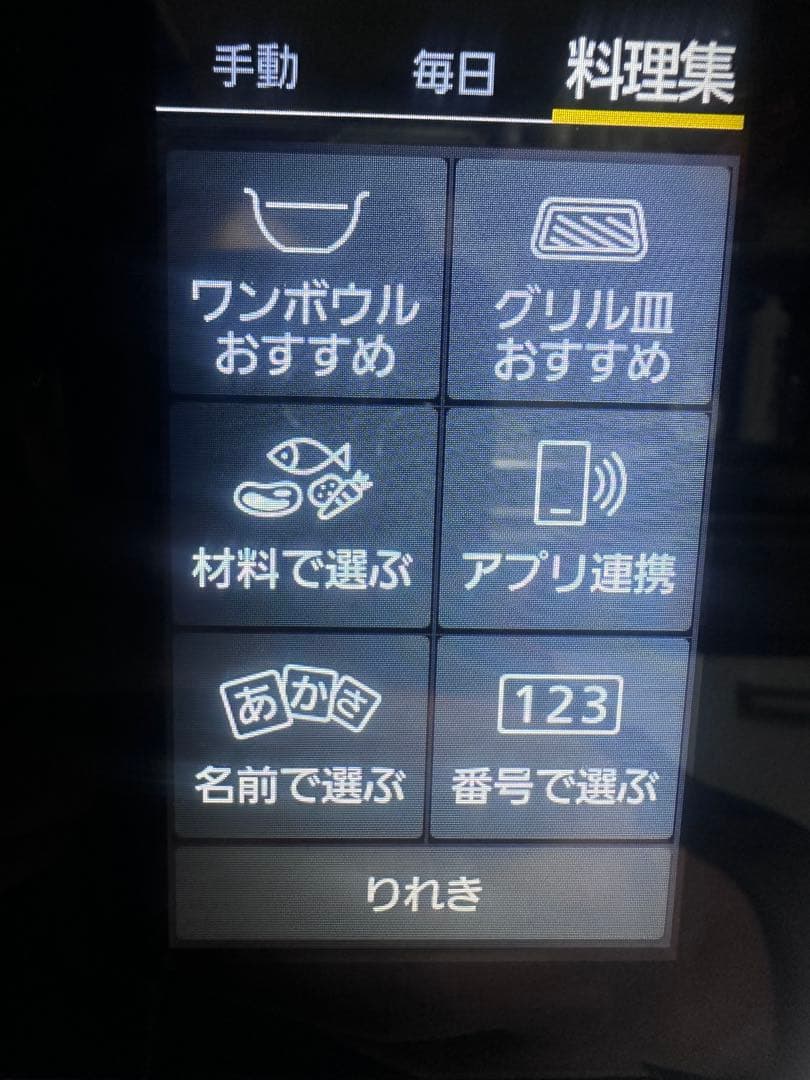 手動 毎日 料理集
ワンボウル
おすすめ
グリル皿
おすすめ
材料で選ぶ
アプリ連携
あかさ
名前で選ぶ
123
番号で選ぶ
りれき